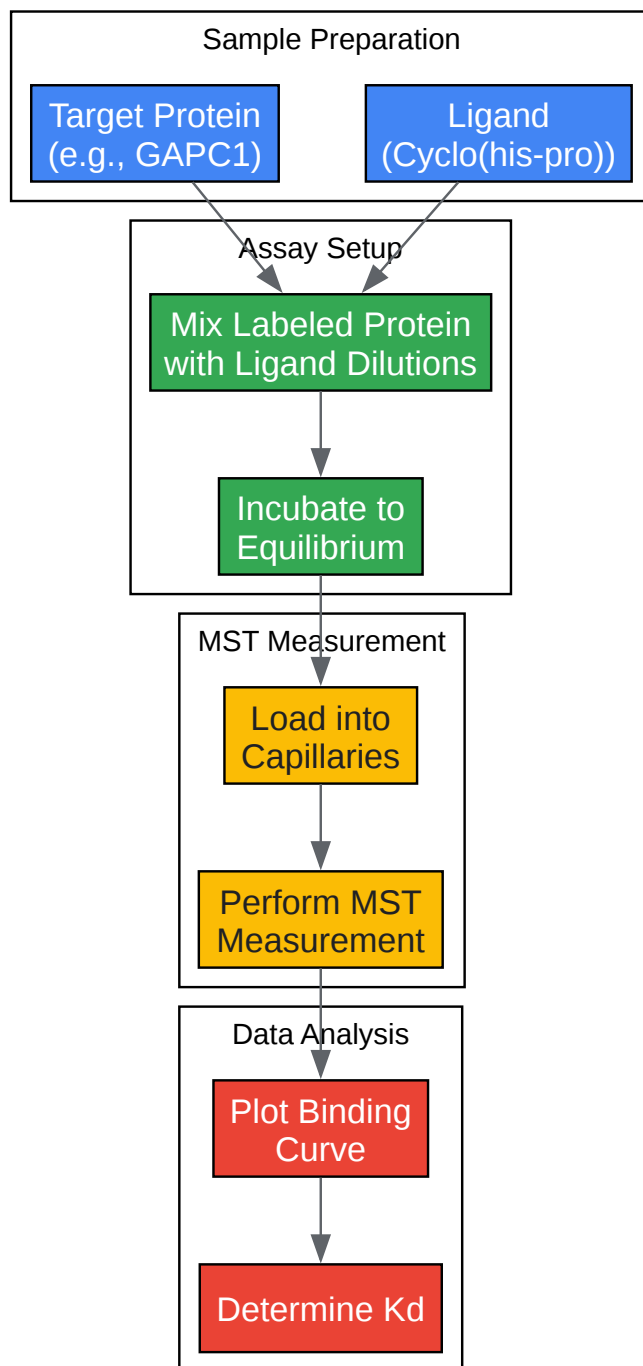 Sample Preparation
Target Protein
(e.g., GAPC1)
Ligand
(Cyclo(his-pro))
Assay Setup
Mix Labeled Protein
with Ligand Dilutions
Incubate to
Equilibrium
MST Measurement
Load into
Capillaries
Perform MST
Measurement
Data Analysis
Plot Binding
Curve
Determine Kd